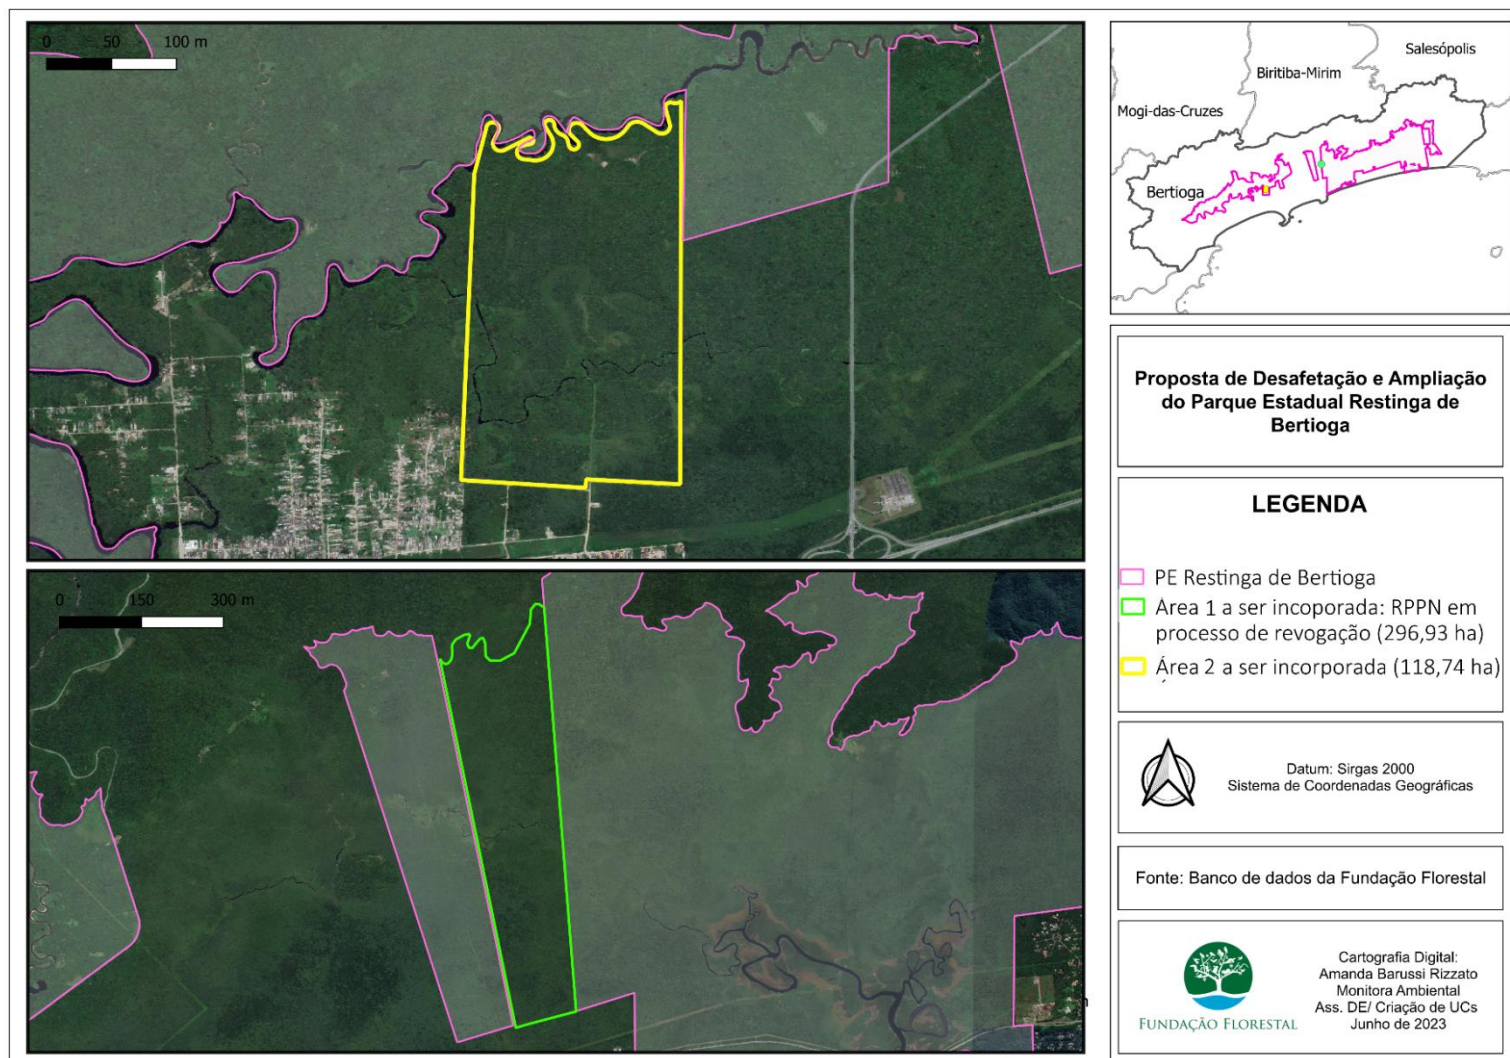 0 50 100 m
0 150 300 m
Salesópolis
Biritiba-Mirim
Mogi-das-Cruzes
Bertioga
Proposta de Desafetação e Ampliação
do Parque Estadual Restinga de
Bertioga
LEGENDA
PE Restinga de Bertioga
Área 1 a ser incoporada: RPPN em
processo de revogação (296,93 ha)
Área 2 a ser incorporada (118,74 ha)
Datum: Sirgas 2000
Sistema de Coordenadas Geográficas
Fonte: Banco de dados da Fundação Florestal
FUNDAÇÃO FLORESTAL
Cartografia Digital:
Amanda Barussi Rizzato
Monitora Ambiental
Ass. DE/ Criação de UCs
Junho de 2023